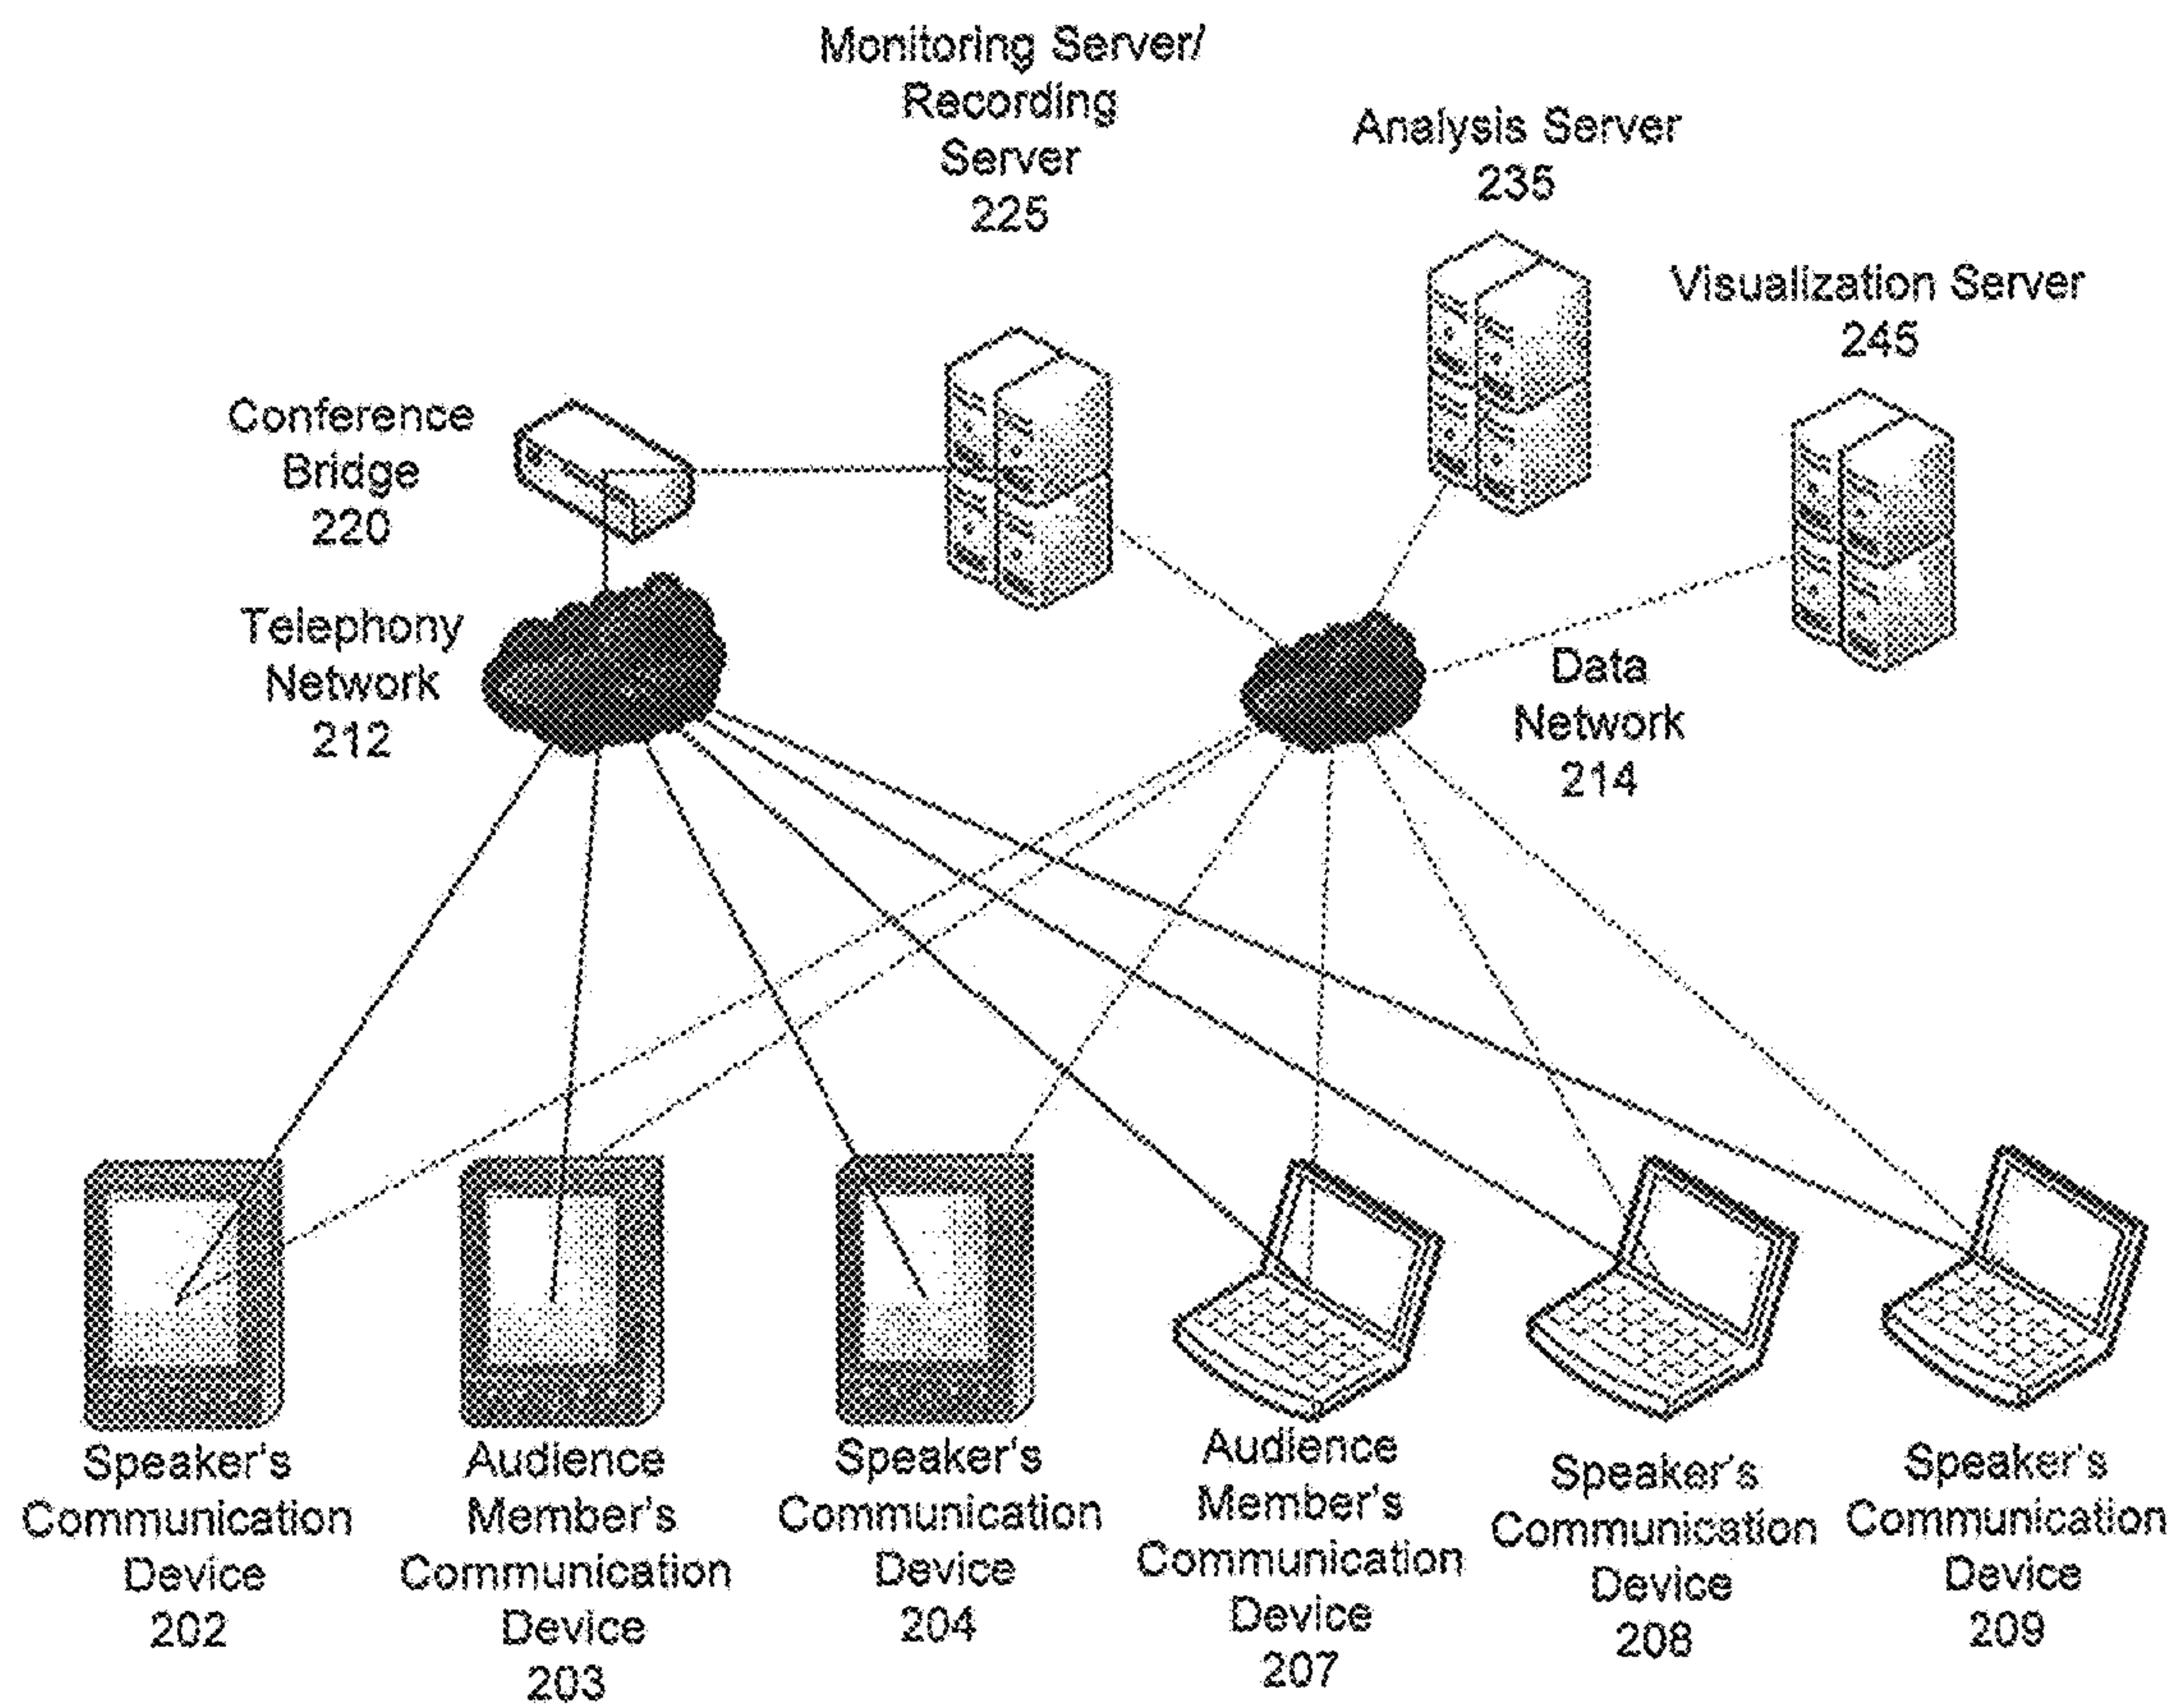 Monitoring Server/
Recording
Server
225
Analysis Server
235
Visualization Server
245
Conference
Bridge
220
Telephony
Network
212
Data
Network
214
Speaker's
Communication
Device
202
Audience
Member's
Communication
Device
203
Speaker's
Communication
Device
204
Audience
Member's
Communication
Device
207
Speaker's
Communication
Device
208
Speaker's
Communication
Device
209